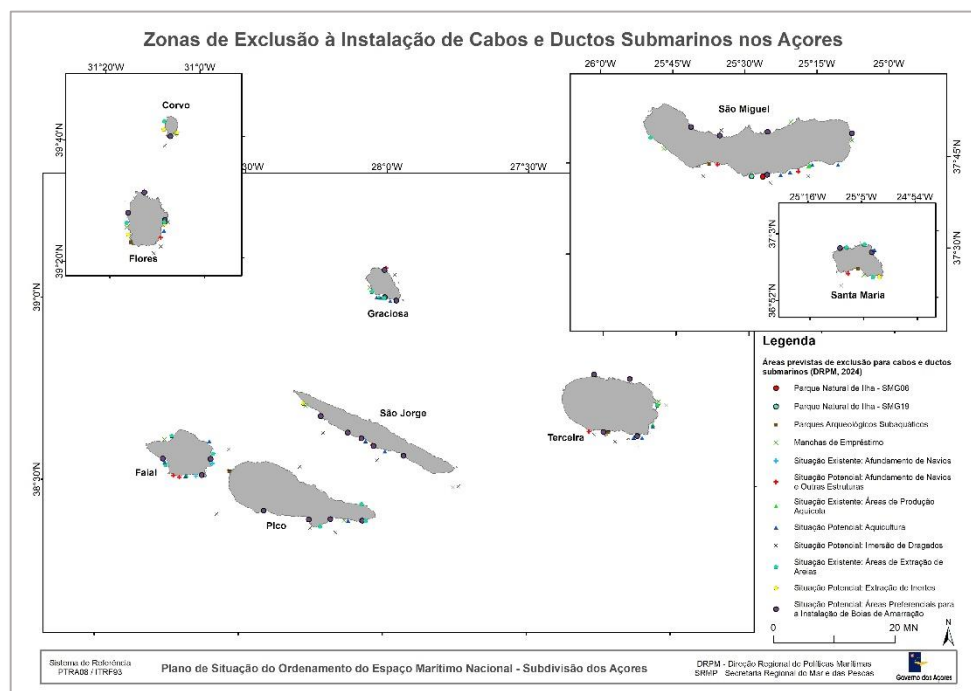 Zonas de Exclusão à Instalação de Cabos e Ductos Submarinos nos Açores
31°20'W 31°0'W
26°0'W 25°45'W 25°30'W 25°15'W 25°0'W
Corvo
São Miguel
39°40'N
39°20'N
Flores
28°0'W 27°30'W
37°45'N
37°30'N
25°16'W 25°5'W 24°54'W
37°3'N
36°52'N
Santa Maria
39°0'N
38°30'N
Graciosa
São Jorge
Terceira
Faial
Pico
Legenda
Áreas previstas de exclusão para cabos e ductos
submarinos (DRPM, 2024)
Parque Natural de Ilha - SMG06
Parque Natural de Ilha - SMG19
Parques Arqueológicos Subaquáticos
Manchas de Empréstimo
Situação Existente: Afundamento de Navios
Situação Potencial: Afundamento de Navios
e Outras Estruturas
Situação Existente: Áreas de Produção
Aquícola
Situação Potencial: Aquicultura
Situação Potencial: Imersão de Dragados
Situação Existente: Áreas de Extração de
Areias
Situação Potencial: Extração de Inertes
Situação Potencial: Áreas Preferenciais para
a Instalação de Boias de Amarração
0 20 MN
N
Sistema de Referência
PTRA08 / ITRF93
Plano de Situação do Ordenamento do Espaço Marítimo Nacional - Subdivisão dos Açores
DRPM - Direção Regional de Políticas Marítimas
SRMP - Secretaria Regional do Mar e das Pescas
Governo dos Açores